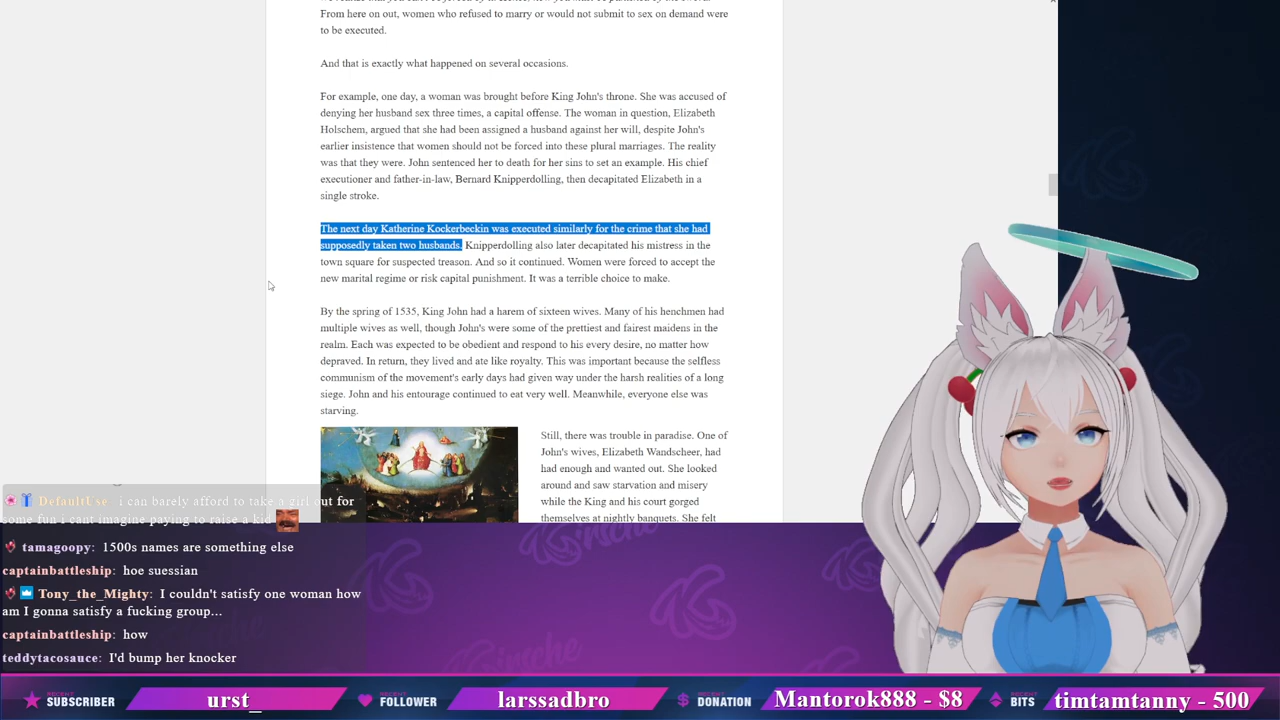 From here on out, women who refused to marry or would not submit to sex on demand were
to be executed.
And that is exactly what happened on several occasions.
For example, one day, a woman was brought before King John's throne. She was accused of
denying her husband sex three times, a capital offense. The woman in question, Elizabeth
Holschem, argued that she had been assigned a husband against her will, despite John's
earlier insistence that women should not be forced into these plural marriages. The reality
was that they were. John sentenced her to death for her sins to set an example. His chief
executioner and father-in-law, Bernard Knipperdolling, then decapitated Elizabeth in a
single stroke.
The next day Katherine Kockerbeckin was executed similarly for the crime that she had
supposedly taken two husbands. Knipperdolling also later decapitated his mistress in the
town square for suspected treason. And so it continued. Women were forced to accept the
new marital regime or risk capital punishment. It was a terrible choice to make.
By the spring of 1535, King John had a harem of sixteen wives. Many of his henchmen had
multiple wives as well, though John's were some of the prettiest and fairest maidens in the
realm. Each was expected to be obedient and respond to his every desire, no matter how
depraved. In return, they lived and ate like royalty. This was important because the selfless
communism of the movement's early days had given way under the harsh realities of a long
siege. John and his entourage continued to eat very well. Meanwhile, everyone else was
starving.
Still, there was trouble in paradise. One of
John's wives, Elizabeth Wandscheer, had
had enough and wanted out. She looked
around and saw starvation and misery
while the King and his court gorged
themselves at nightly banquets. She felt
DefaultUse i can barely afford to take a girl out for
some fun i cant imagine paying to raise a kid
tamagoopy: 1500s names are something else
captainbattleship: hoe suessian
Tony_the_Mighty: I couldn't satisfy one woman how
am I gonna satisfy a fucking group...
captainbattleship: how
teddytacosauce: I'd bump her knocker
RECENT SUBSCRIBER urst_ RECENT FOLLOWER larssadbro RECENT DONATION Mantorok888 - $8 RECENT BITS timtamtanny - 500